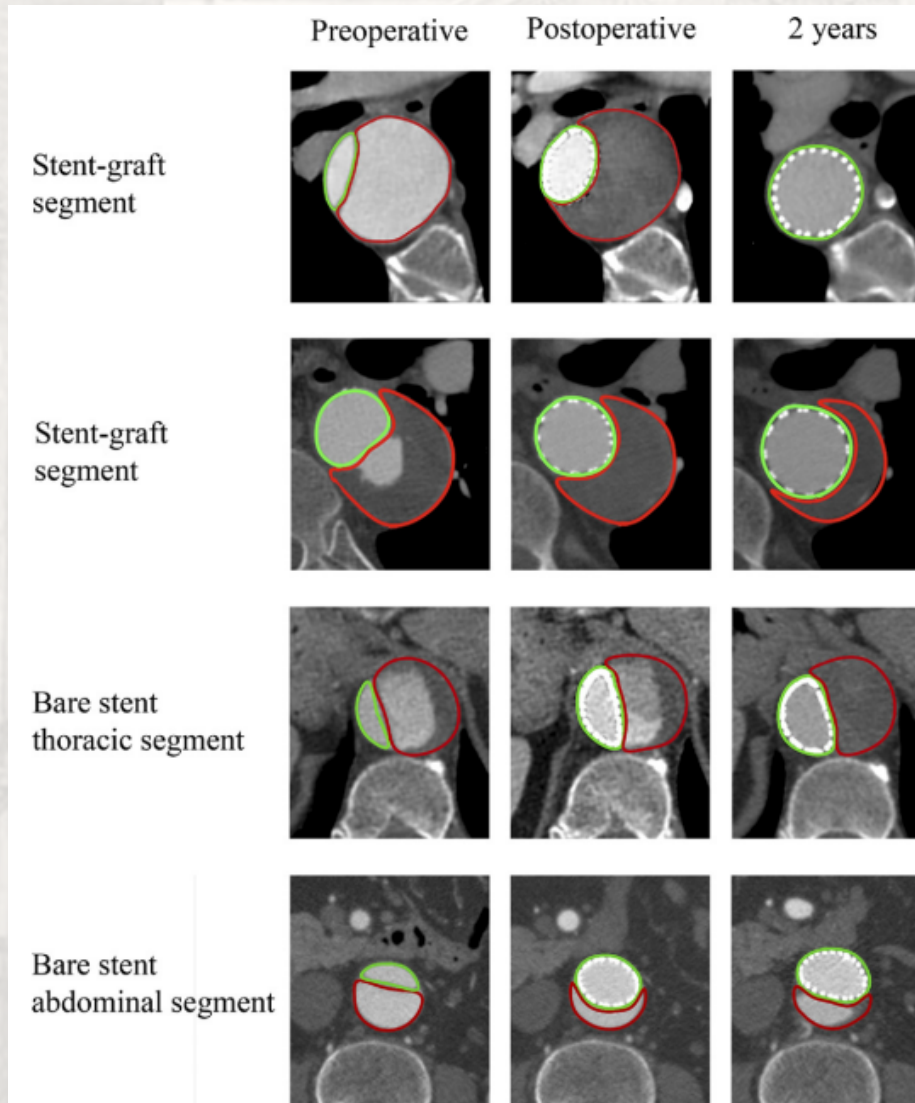 Preoperative Postoperative 2 years
Stent-graft
segment
Stent-graft
segment
Bare stent
thoracic segment
Bare stent
abdominal segment